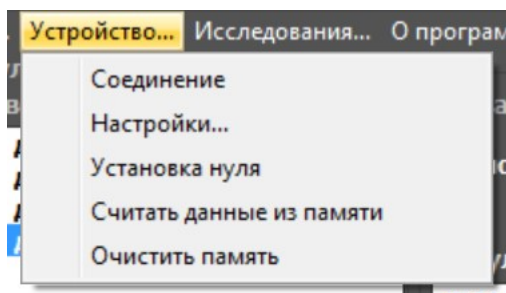 Устройство... Исследования... О програм
Соединение
Настройки...
Установка нуля
Считать данные из памяти
Очистить память